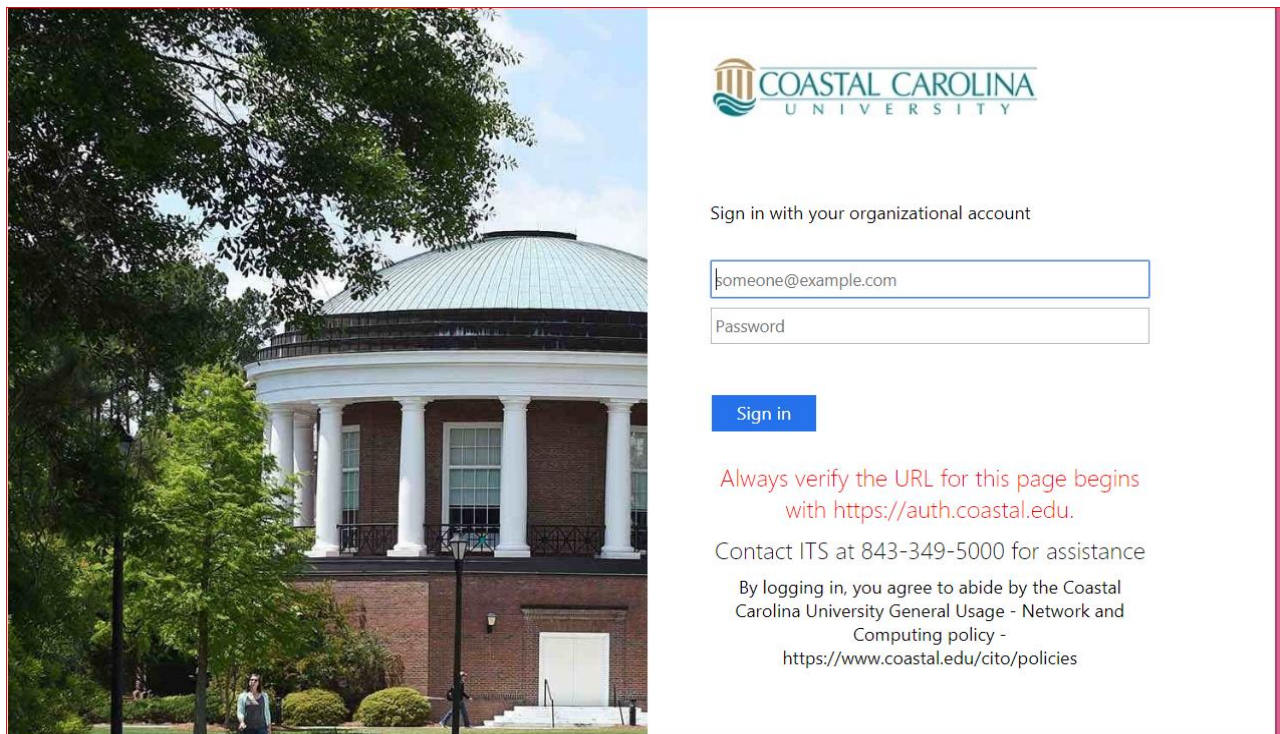 COASTAL CAROLINA
UNIVERSITY
Sign in with your organizational account
someone@example.com
Password
Sign in
Always verify the URL for this page begins
with https://auth.coastal.edu.
Contact ITS at 843-349-5000 for assistance
By logging in, you agree to abide by the Coastal
Carolina University General Usage - Network and
Computing policy -
https://www.coastal.edu/cito/policies